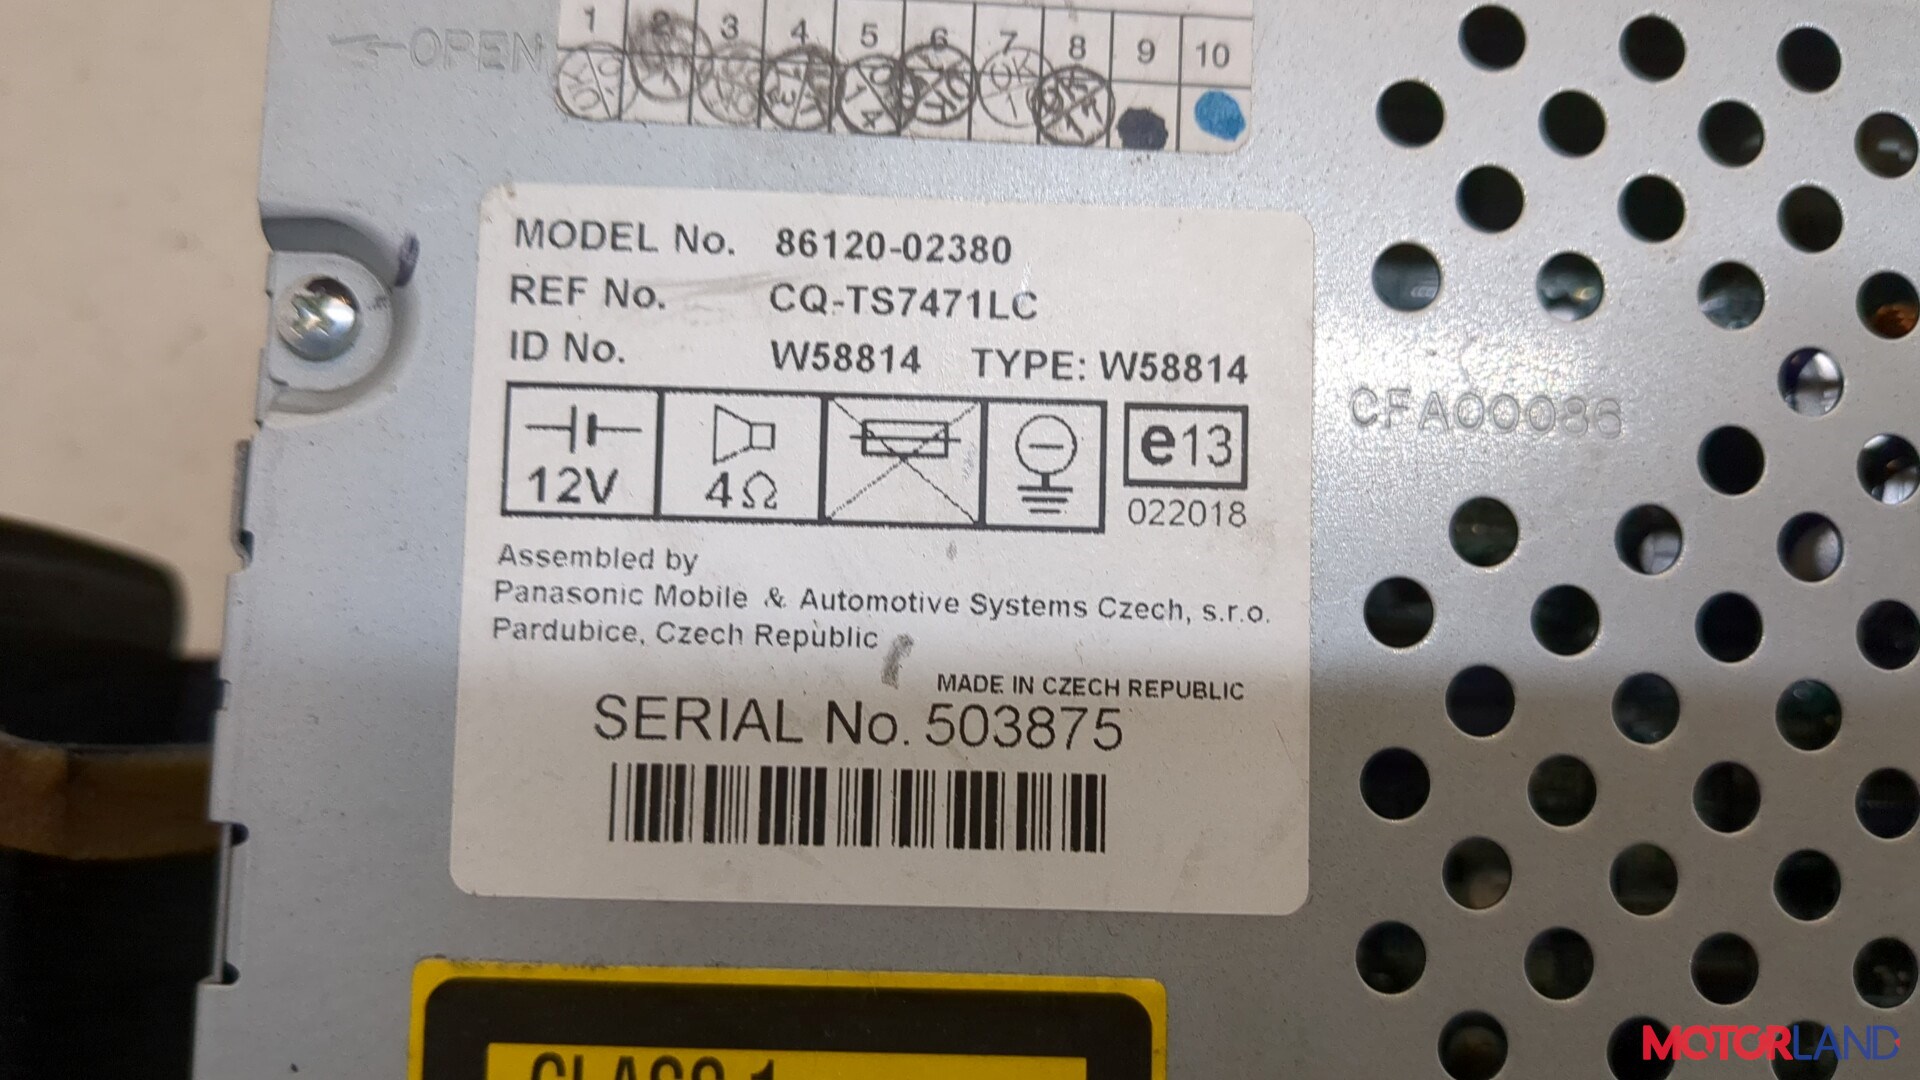 OPEN
1 2 3 4 5 6 7 8 9 10
MODEL No. 86120-02380
REF No. CQ-TS7471LC
ID No. W58814 TYPE: W58814
12V 4Ω e13
022018
CFA00086
Assembled by
Panasonic Mobile & Automotive Systems Czech, s.r.o.
Pardubice, Czech Republic
MADE IN CZECH REPUBLIC
SERIAL No. 503875
CLASS 1
MOTORLAND